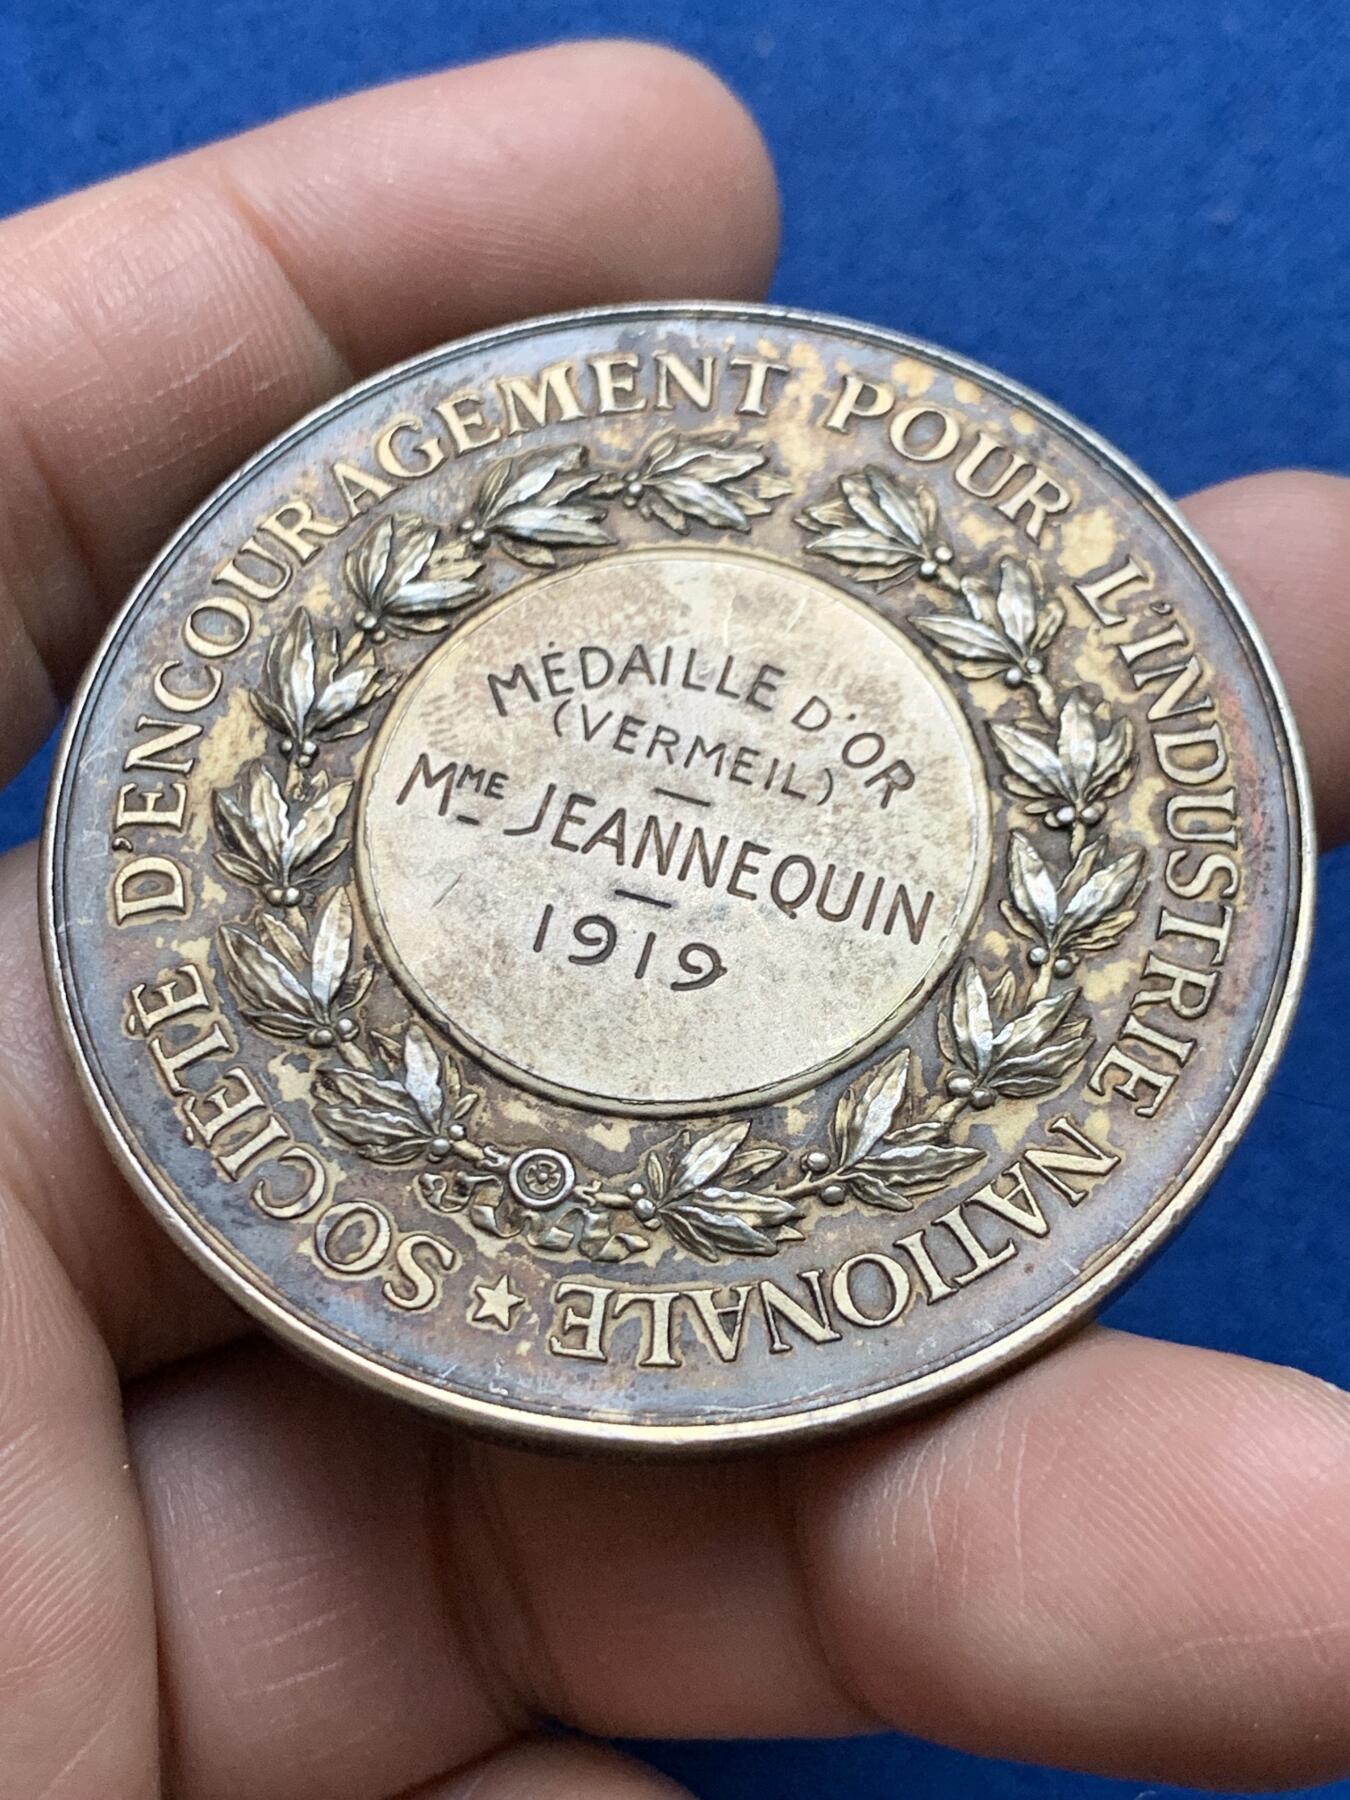 SOCIÉTÉ D'ENCOURAGEMENT POUR L'INDUSTRIE NATIONALE
MÉDAILLE D'OR
(VERMEIL)
MME JEANNEQUIN
1919